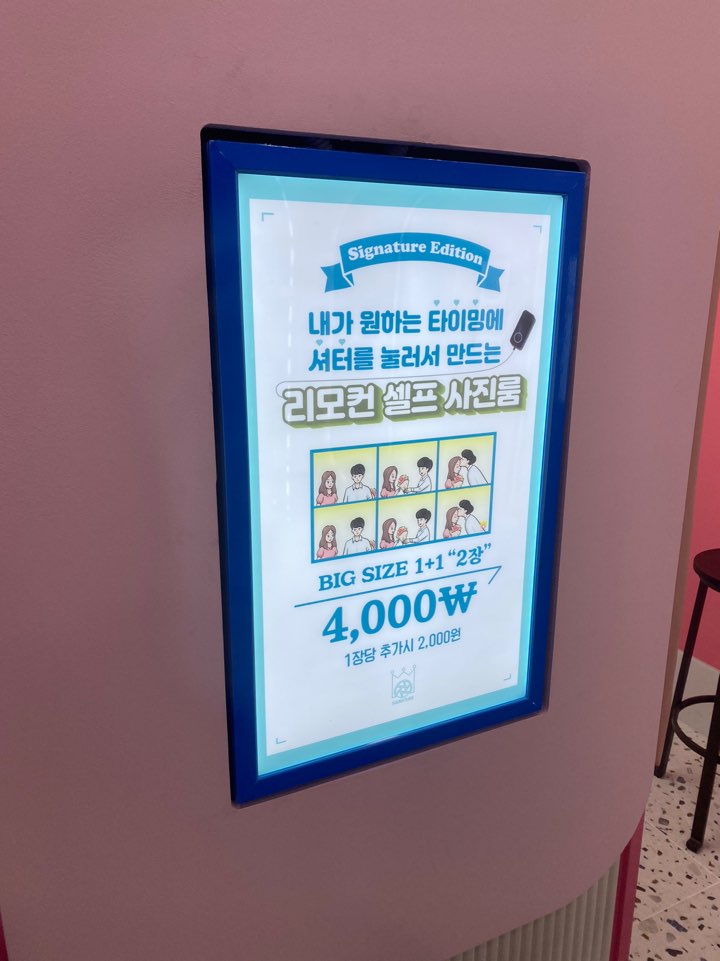 Signature Edition
내가 원하는 타이밍에
셔터를 눌러서 만드는
리모컨 셀프 사진룸
BIG SIZE 1+1 "2장"
4,000₩
1장당 추가시 2,000원